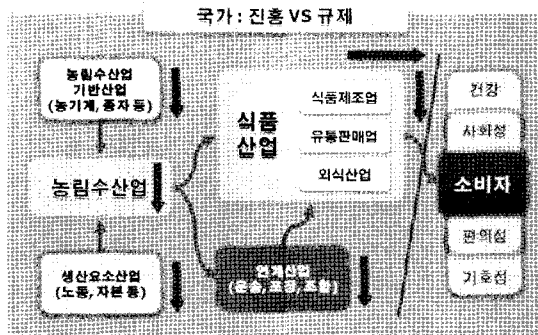 국가 : 진흥 VS 규제
농림수산업
기반산업
(농기계, 종자 등)
식품
산업
식품제조업
유통판매업
외식산업
농림수산업
생산요소산업
(노동, 자본 등)
연계산업
건강
사회성
소비자
편의성
기호성